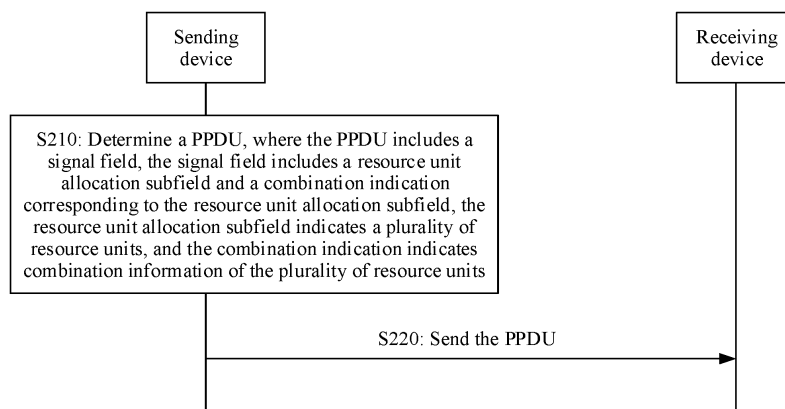 Sending
device
Receiving
device
S210: Determine a PPDU, where the PPDU includes a
signal field, the signal field includes a resource unit
allocation subfield and a combination indication
corresponding to the resource unit allocation subfield, the
resource unit allocation subfield indicates a plurality of
resource units, and the combination indication indicates
combination information of the plurality of resource units
S220: Send the PPDU